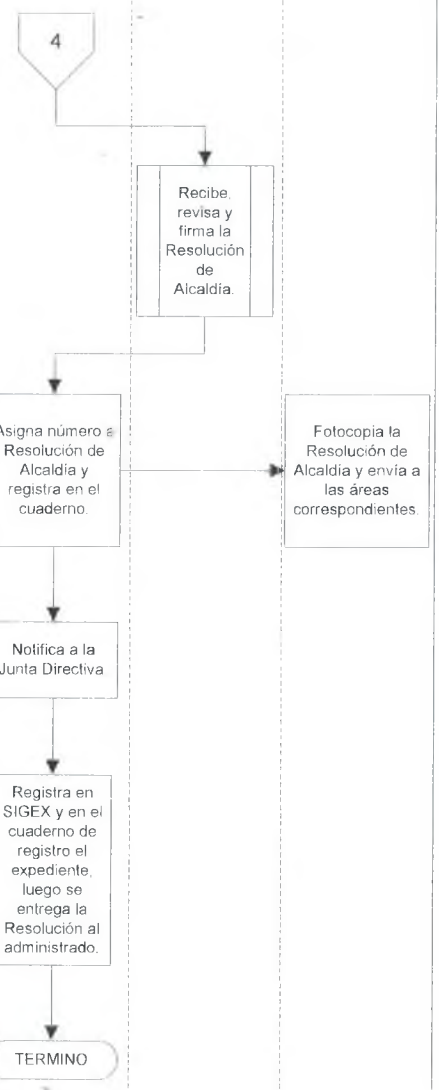 4
Recibe,
revisa y
firma la
Resolución
de
Alcaldía.
Asigna número a
Resolución de
Alcaldía y
registra en el
cuaderno.
Fotocopia la
Resolución de
Alcaldía y envía a
las áreas
correspondientes.
Notifica a la
Junta Directiva
Registra en
SIGEX y en el
cuaderno de
registro el
expediente,
luego se
entrega la
Resolución al
administrado.
TERMINO